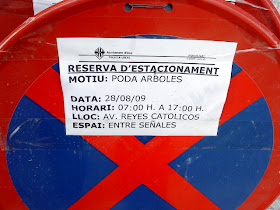 RESERVA D'ESTACIONAMENT
MOTIU: PODA ARBOLES
DATA: 28/08/09
HORARI: 07:00 H. A 17:00 H.
LLOC: AV. REYES CATOLICOS
ESPAI: ENTRE SEÑALES